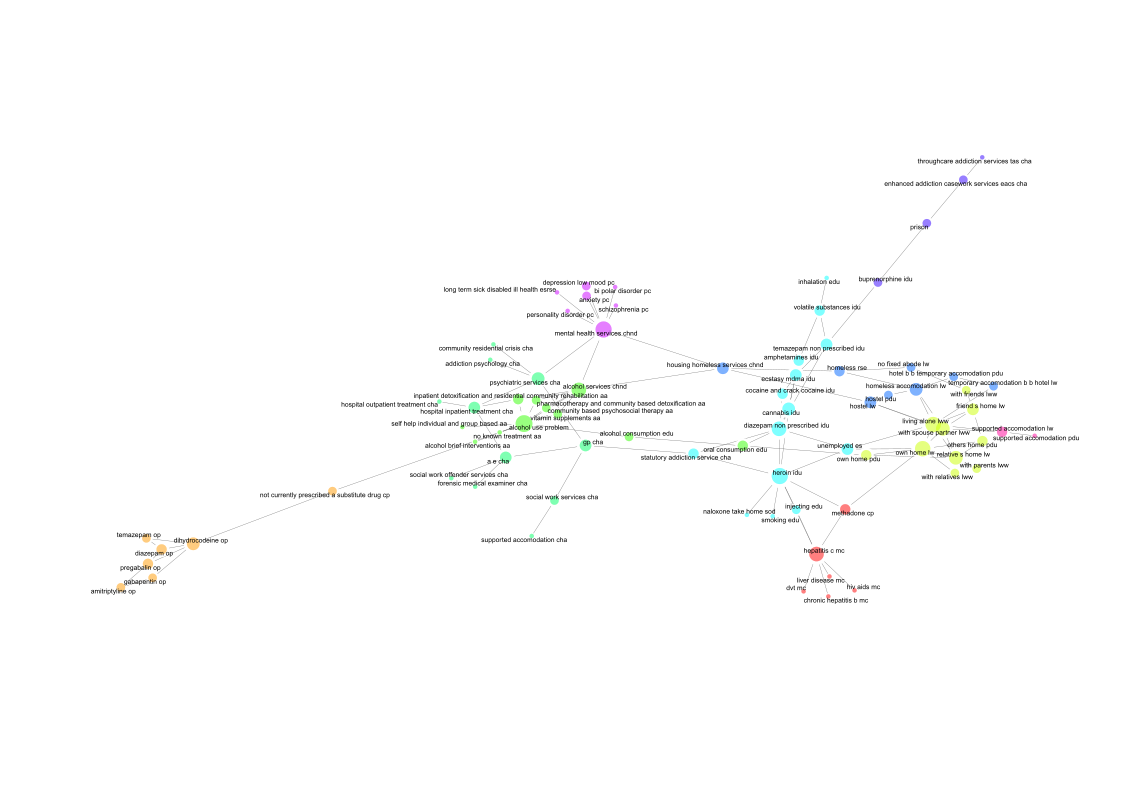 throughcare addiction services tas cha
enhanced addiction casework services eacs cha
prison
buprenorphine idu
inhalation edu
depression low mood pc
long term sick disabled ill health esrse
bi polar disorder pc
anxiety pc
schizophrenia pc
personality disorder pc
volatile substances idu
mental health services chnd
community residential crisis cha
temazepam non prescribed idu
amphetamines idu
addiction psychology cha
housing homeless services chnd
homeless rse
no fixed abode lw
hotel b b temporary accomodation pdu
ecstasy mdma idu
psychiatric services cha
alcohol services chnd
homeless accomodation lw
temporary accomodation b b hotel lw
cocaine and crack cocaine idu
with friends lww
inpatient detoxification and residential community rehabilitation aa
hostel pdu
hospital outpatient treatment cha
pharmacotherapy and community based detoxification aa
hostel lw
friend s home lw
hospital inpatient treatment cha
community based psychosocial therapy aa
cannabis idu
vitamin supplements aa
living alone lww
self help individual and group based aa
alcohol use problem
diazepam non prescribed idu
supported accomodation lw
with spouse partner lww
no known treatment aa
alcohol consumption edu
supported accomodation pdu
alcohol brief interventions aa
gp cha
unemployed es
others home pdu
oral consumption edu
own home lw
relative s home lw
statutory addiction service cha
own home pdu
a e cha
with parents lww
heroin idu
social work offender services cha
with relatives lww
forensic medical examiner cha
not currently prescribed a substitute drug cp
social work services cha
naloxone take home sod
injecting edu
methadone cp
smoking edu
temazepam op
dihydrocodeine op
supported accomodation cha
diazepam op
hepatitis c mc
pregabalin op
gabapentin op
liver disease mc
amitriptyline op
dvt mc
hiv aids mc
chronic hepatitis b mc